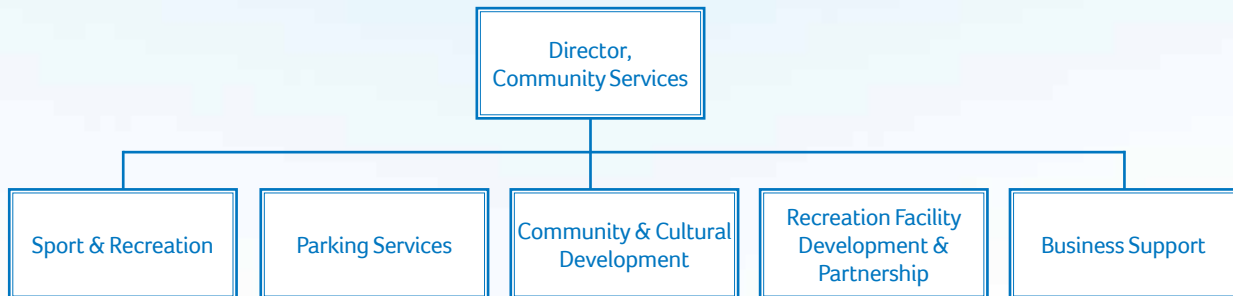 Director,
Community Services
Sport & Recreation
Parking Services
Community & Cultural
Development
Recreation Facility
Development &
Partnership
Business Support